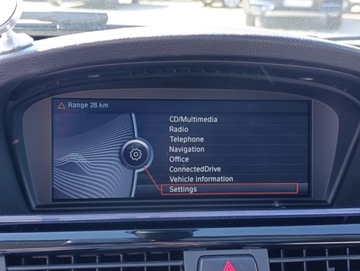 Range 28 km
CD/Multimedia
Radio
Telephone
Navigation
Office
ConnectedDrive
Vehicle information
Settings